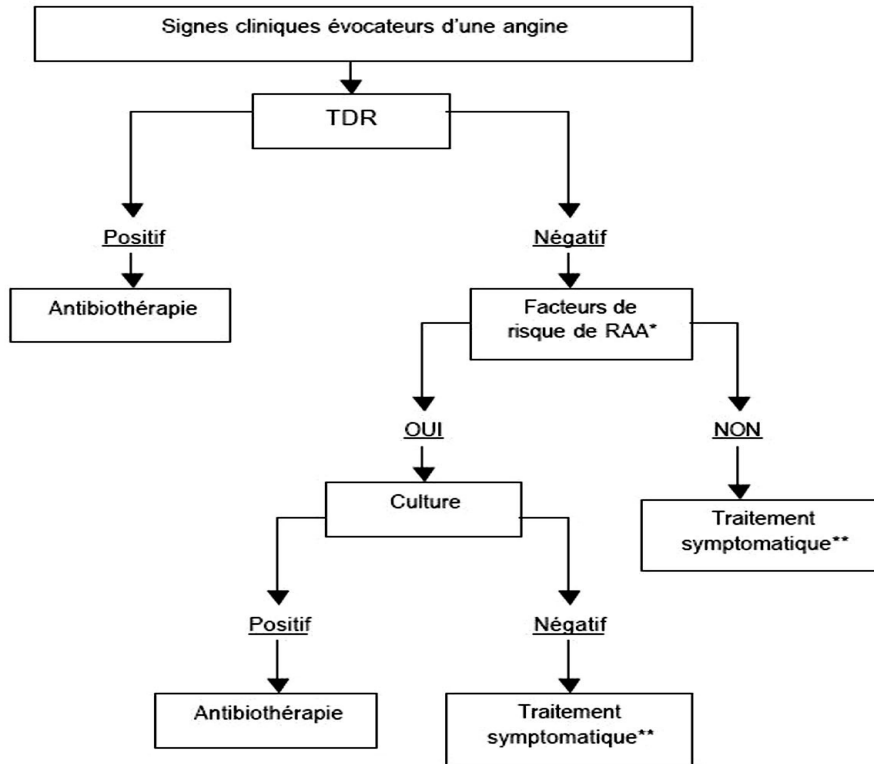 Signes cliniques évocateurs d’une angine
TDR
Positif
Négatif
Antibiothérapie
Facteurs de
risque de RAA*
OUI
NON
Culture
Traitement
symptomatique**
Positif
Négatif
Antibiothérapie
Traitement
symptomatique**